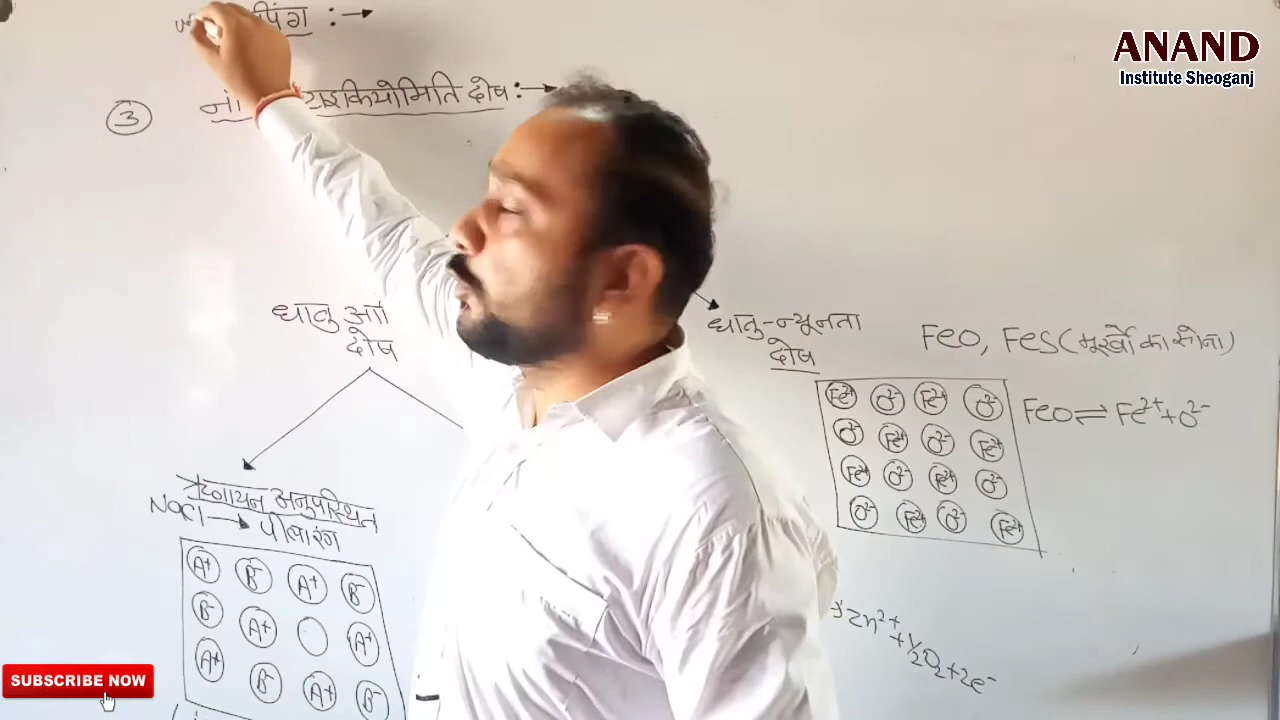 ANAND
Institute Sheoganj
पिंग :→
③ दोष :→
धातु आ
दोष
धातु-न्यूनता
दोष
FeO, FeS (मूर्खो का सोना)
Fe²⁺ O²⁻ Fe²⁺ O²⁻
O²⁻ Fe²⁺ O²⁻ Fe²⁺
Fe²⁺ O²⁻ Fe²⁺ O²⁻
O²⁻ Fe²⁺ O²⁻ Fe²⁺
FeO ⇌ Fe²⁺ + O²⁻
ऋणायन अनुपस्थित
NaCl → पीला रंग
A⁺ B⁻ A⁺ B⁻
B⁻ A⁺ A⁺
A⁺ B⁻ A⁺ B⁻
→ Zn²⁺ + ½O₂ + 2e⁻
SUBSCRIBE NOW